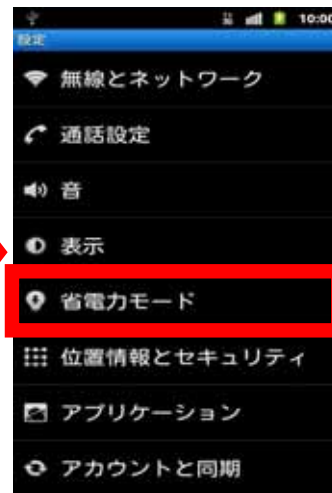 10:00
設定
無線とネットワーク
通話設定
音
表示
省電力モード
位置情報とセキュリティ
アプリケーション
アカウントと同期